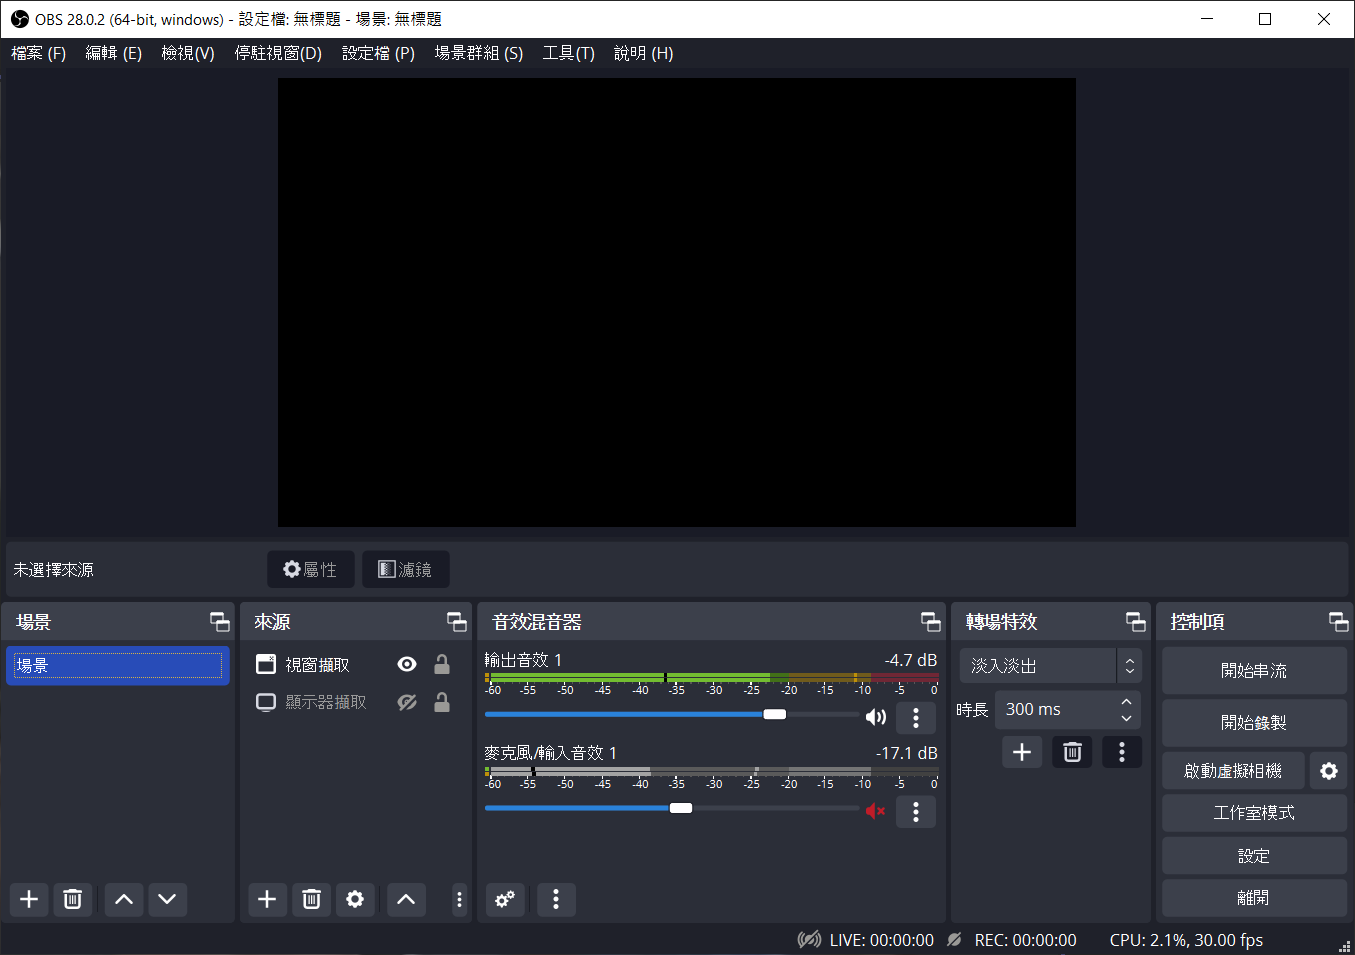 OBS 28.0.2 (64-bit, windows) - 設定檔: 無標題 - 場景: 無標題
檔案 (F) 編輯 (E) 檢視(V) 停駐視窗(D) 設定檔 (P) 場景群組 (S) 工具(T) 說明 (H)
未選擇來源 屬性 濾鏡
場景 來源 音效混音器 轉場特效 控制項
場景
視窗擷取
顯示器擷取
輸出音效 1 -4.7 dB
-60 -55 -50 -45 -40 -35 -30 -25 -20 -15 -10 -5 0
麥克風/輸入音效 1 -17.1 dB
-60 -55 -50 -45 -40 -35 -30 -25 -20 -15 -10 -5 0
淡入淡出
時長 300 ms
開始串流
開始錄製
啟動虛擬相機
工作室模式
設定
離開
LIVE: 00:00:00 REC: 00:00:00 CPU: 2.1%, 30.00 fps